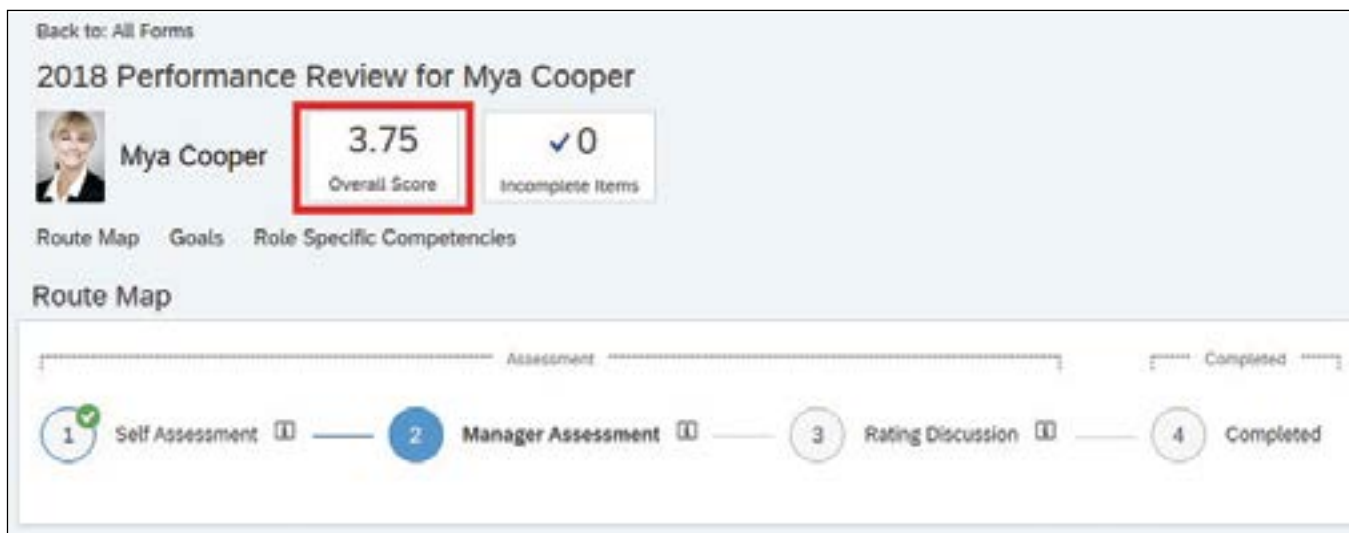 Back to: All Forms
2018 Performance Review for Mya Cooper
Mya Cooper
3.75
Overall Score
0
Incomplete Items
Route Map Goals Role Specific Competencies
Route Map
Assessment Completed
1 Self Assessment 2 Manager Assessment 3 Rating Discussion 4 Completed